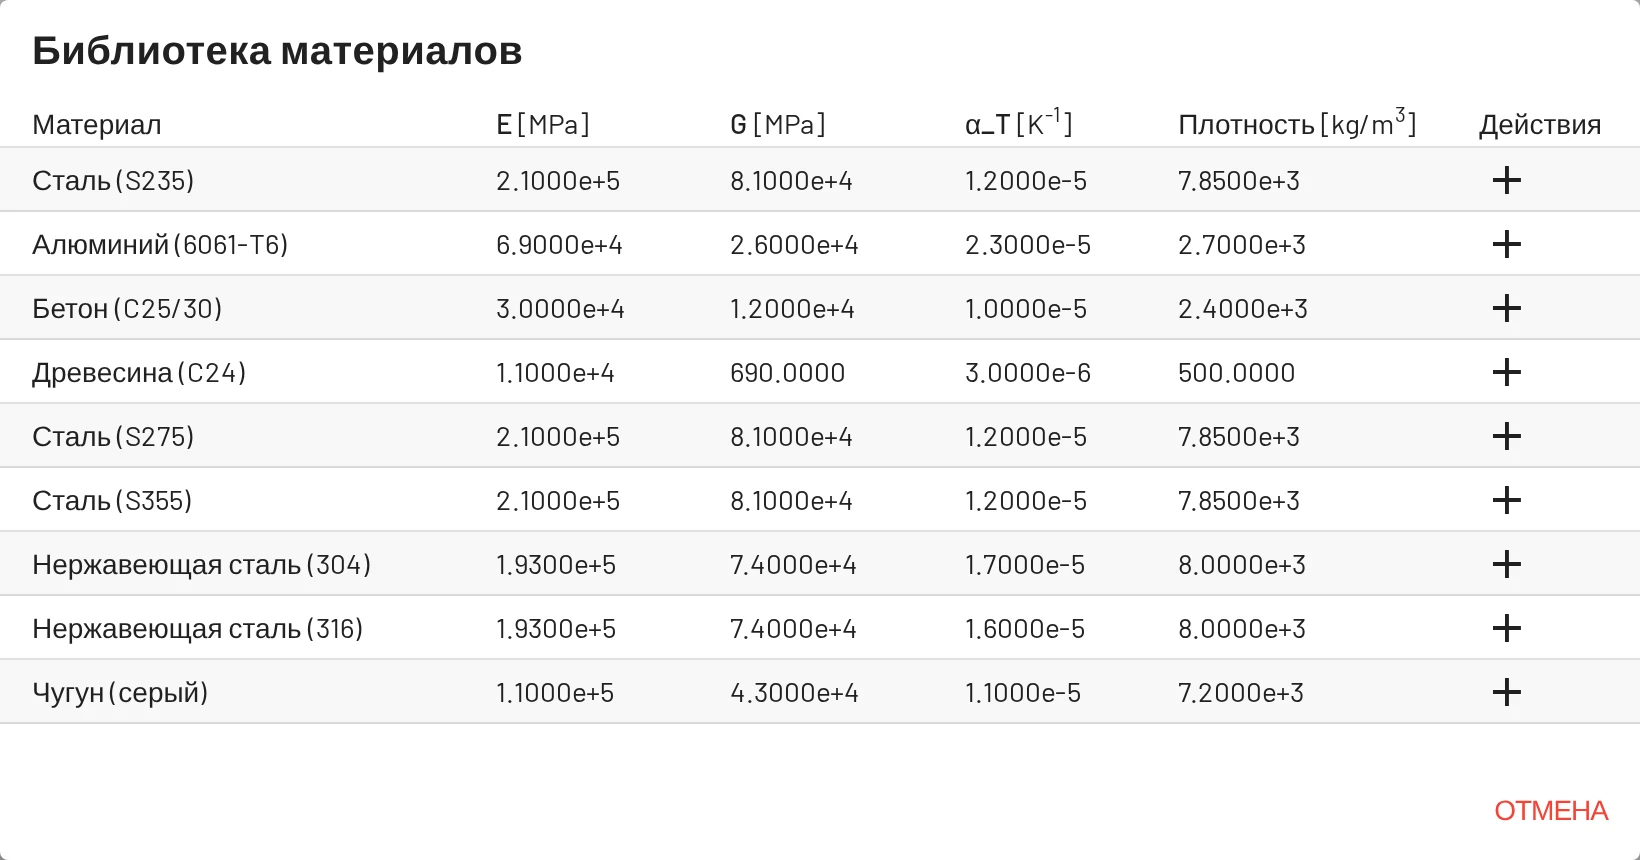 Библиотека материалов
Материал E [MPa] G [MPa] α_T [K⁻¹] Плотность [kg/m³] Действия
Сталь (S235) 2.1000e+5 8.1000e+4 1.2000e-5 7.8500e+3
Алюминий (6061-T6) 6.9000e+4 2.6000e+4 2.3000e-5 2.7000e+3
Бетон (C25/30) 3.0000e+4 1.2000e+4 1.0000e-5 2.4000e+3
Древесина (C24) 1.1000e+4 690.0000 3.0000e-6 500.0000
Сталь (S275) 2.1000e+5 8.1000e+4 1.2000e-5 7.8500e+3
Сталь (S355) 2.1000e+5 8.1000e+4 1.2000e-5 7.8500e+3
Нержавеющая сталь (304) 1.9300e+5 7.4000e+4 1.7000e-5 8.0000e+3
Нержавеющая сталь (316) 1.9300e+5 7.4000e+4 1.6000e-5 8.0000e+3
Чугун (серый) 1.1000e+5 4.3000e+4 1.1000e-5 7.2000e+3
ОТМЕНА